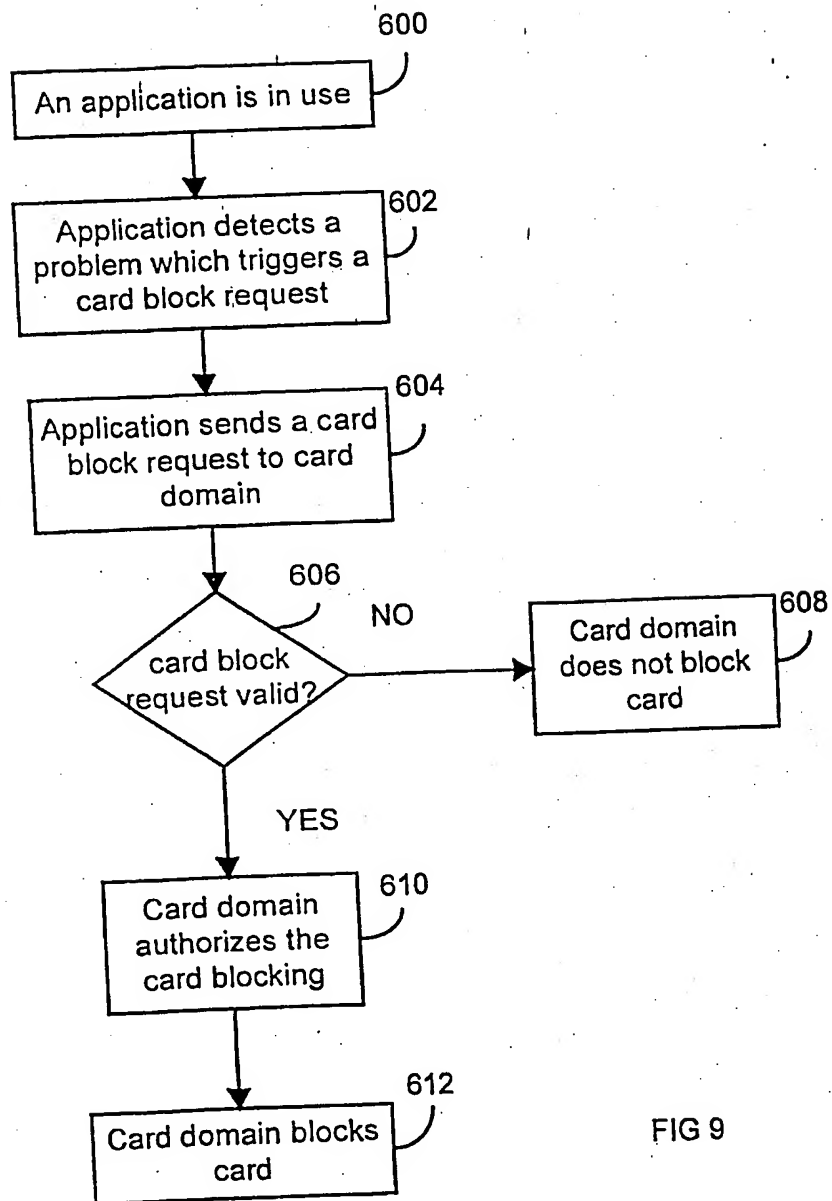 600
An application is in use
602
Application detects a
problem which triggers a
card block request
604
Application sends a card
block request to card
domain
606
card block
request valid?
NO
608
Card domain
does not block
card
YES
610
Card domain
authorizes the
card blocking
612
Card domain blocks
card
FIG 9